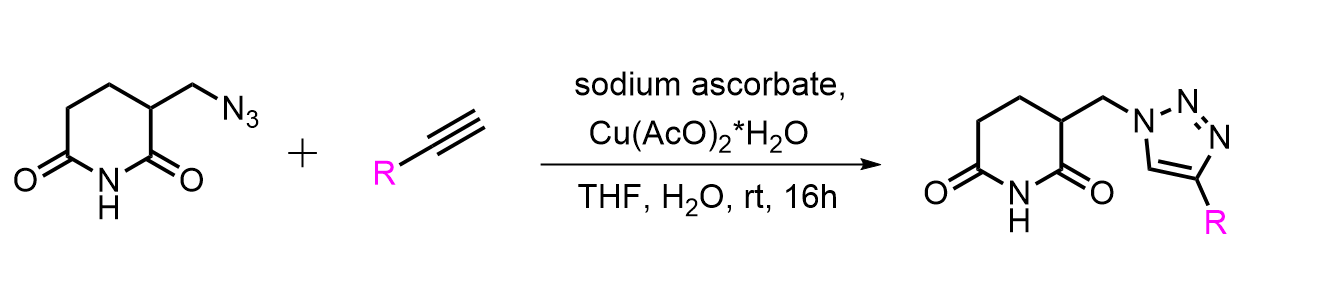 N3
O
N
H
O
+
R
sodium ascorbate,
Cu(AcO)2*H2O
THF, H2O, rt, 16h
N
N
N
O
N
H
O
R